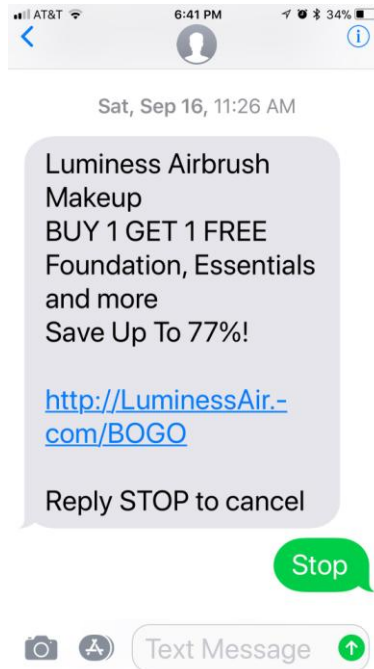 AT&T 6:41 PM 34%
Sat, Sep 16, 11:26 AM
Luminess Airbrush
Makeup
BUY 1 GET 1 FREE
Foundation, Essentials
and more
Save Up To 77%!
http://LuminessAir.-
com/BOGO
Reply STOP to cancel
Stop
Text Message